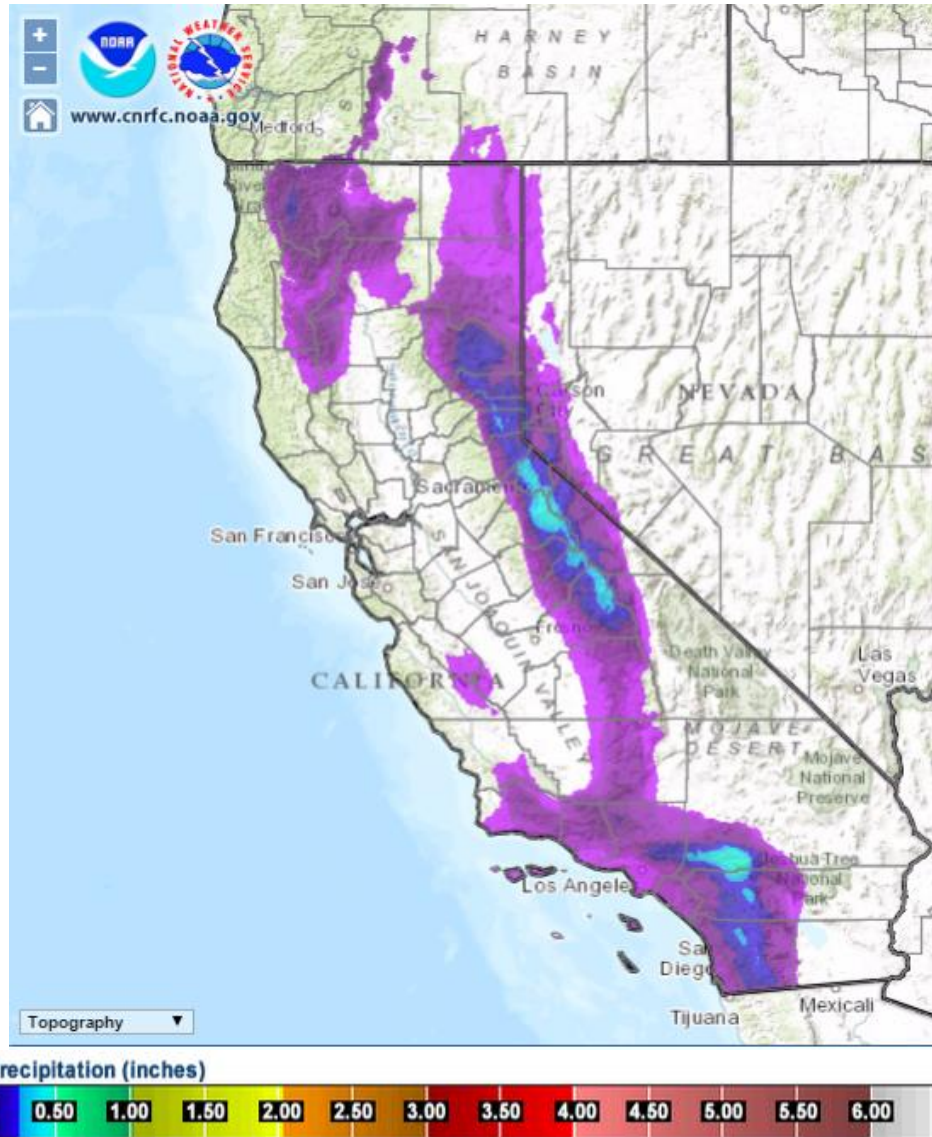 +
NOAA
NATIONAL WEATHER SERVICE
−
HARNEY
BASIN
www.cnrfc.noaa.gov
Medford
Carson
City
NEVADA
GREAT BAS
Sacramen
San Francisco
San Jose
SAN JOAQUIN VALLEY
Fresno
CALIFORNIA
Death Valley
National
Park
Las
Vegas
MOJAVE
DESERT
Mojave
National
Preserve
Joshua Tree
National
Park
Los Angele
San
Diego
Tijuana
Mexicali
Topography ▼
recipitation (inches)
0.50 1.00 1.50 2.00 2.50 3.00 3.50 4.00 4.50 5.00 5.50 6.00